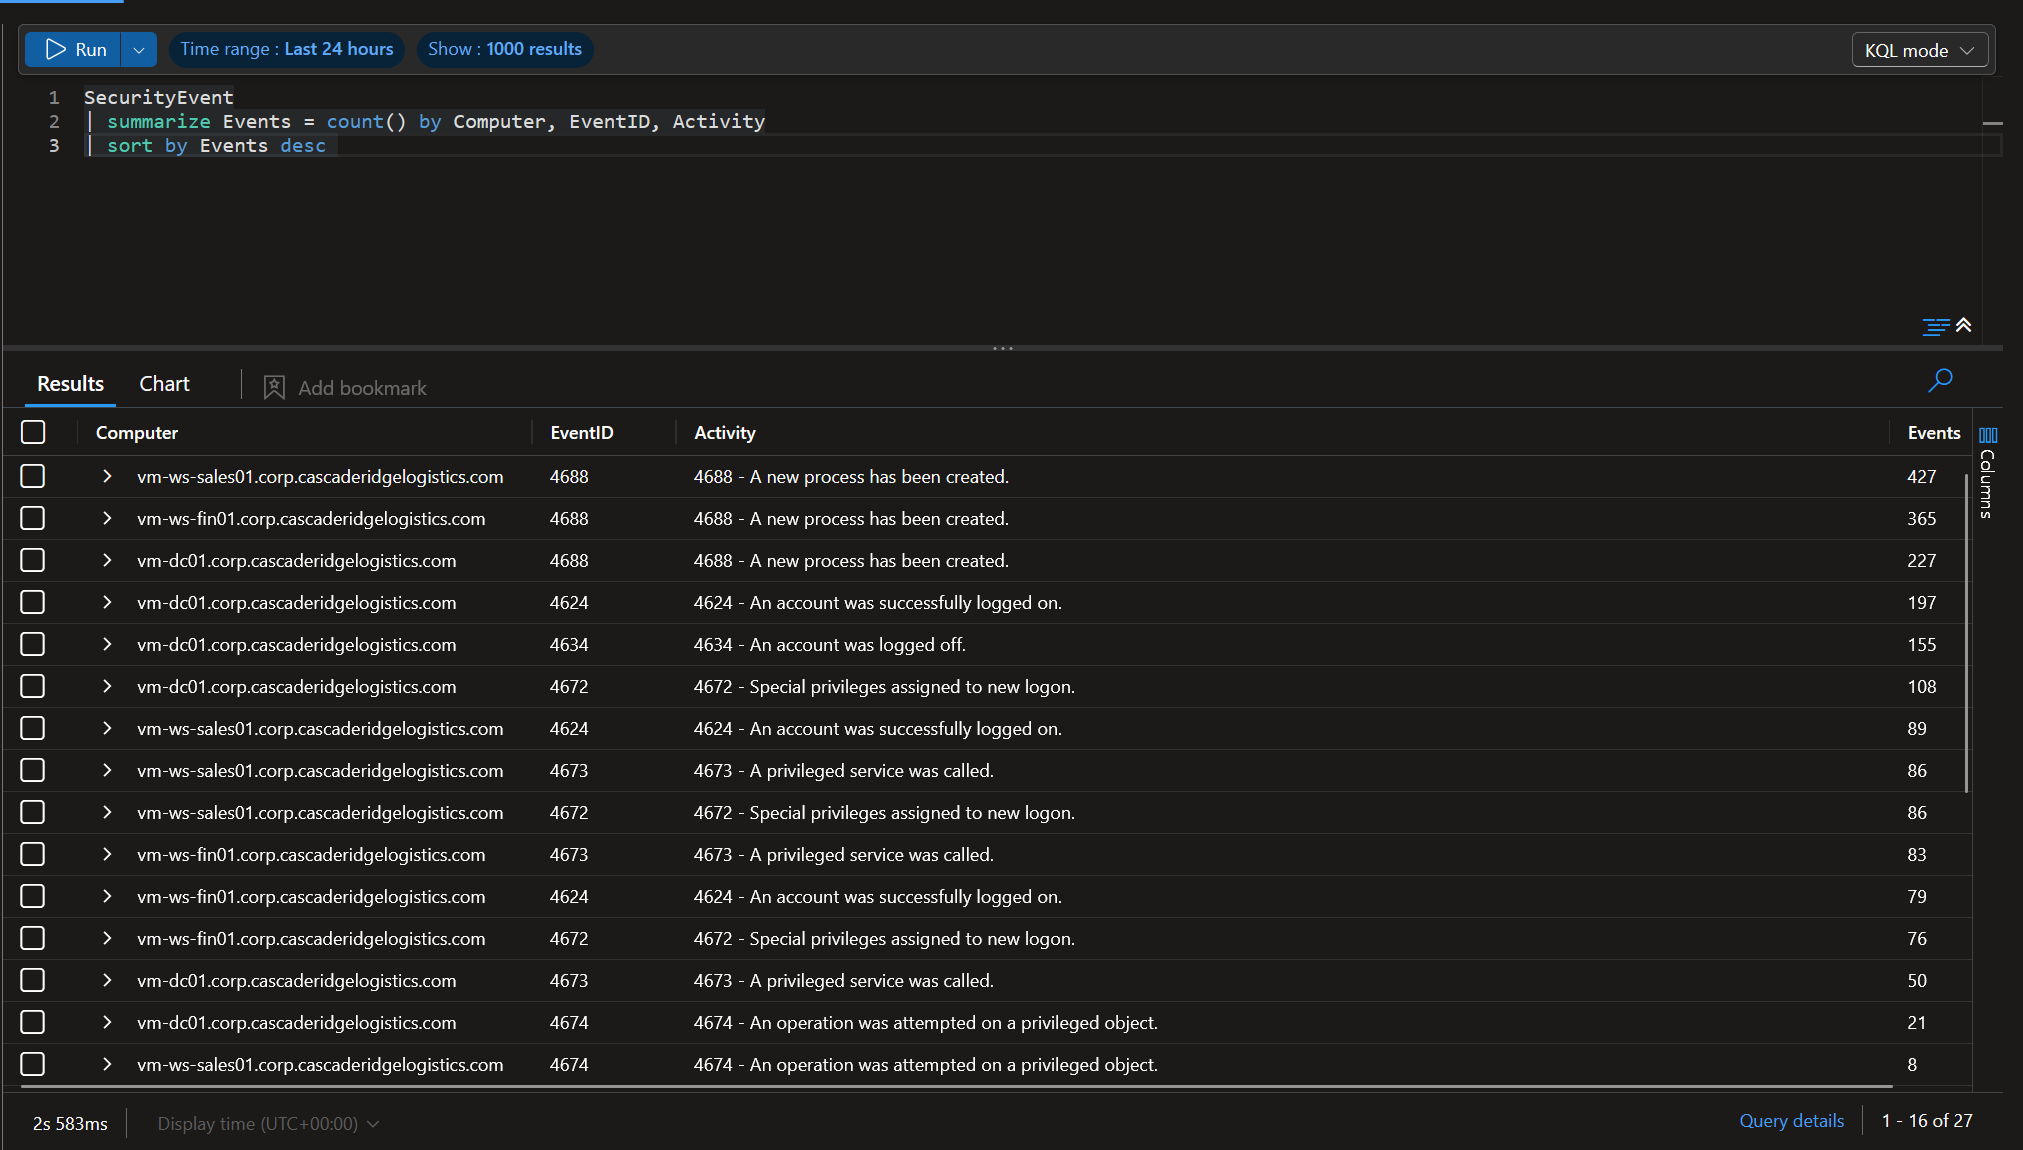 Run
Time range : Last 24 hours
Show : 1000 results
KQL mode
1 SecurityEvent
2 | summarize Events = count() by Computer, EventID, Activity
3 | sort by Events desc
Results
Chart
Add bookmark
Computer EventID Activity Events
Columns
vm-ws-sales01.corp.cascaderidgelogistics.com 4688 4688 - A new process has been created. 427
vm-ws-fin01.corp.cascaderidgelogistics.com 4688 4688 - A new process has been created. 365
vm-dc01.corp.cascaderidgelogistics.com 4688 4688 - A new process has been created. 227
vm-dc01.corp.cascaderidgelogistics.com 4624 4624 - An account was successfully logged on. 197
vm-dc01.corp.cascaderidgelogistics.com 4634 4634 - An account was logged off. 155
vm-dc01.corp.cascaderidgelogistics.com 4672 4672 - Special privileges assigned to new logon. 108
vm-ws-sales01.corp.cascaderidgelogistics.com 4624 4624 - An account was successfully logged on. 89
vm-ws-sales01.corp.cascaderidgelogistics.com 4673 4673 - A privileged service was called. 86
vm-ws-sales01.corp.cascaderidgelogistics.com 4672 4672 - Special privileges assigned to new logon. 86
vm-ws-fin01.corp.cascaderidgelogistics.com 4673 4673 - A privileged service was called. 83
vm-ws-fin01.corp.cascaderidgelogistics.com 4624 4624 - An account was successfully logged on. 79
vm-ws-fin01.corp.cascaderidgelogistics.com 4672 4672 - Special privileges assigned to new logon. 76
vm-dc01.corp.cascaderidgelogistics.com 4673 4673 - A privileged service was called. 50
vm-dc01.corp.cascaderidgelogistics.com 4674 4674 - An operation was attempted on a privileged object. 21
vm-ws-sales01.corp.cascaderidgelogistics.com 4674 4674 - An operation was attempted on a privileged object. 8
2s 583ms
Display time (UTC+00:00)
Query details
1 - 16 of 27